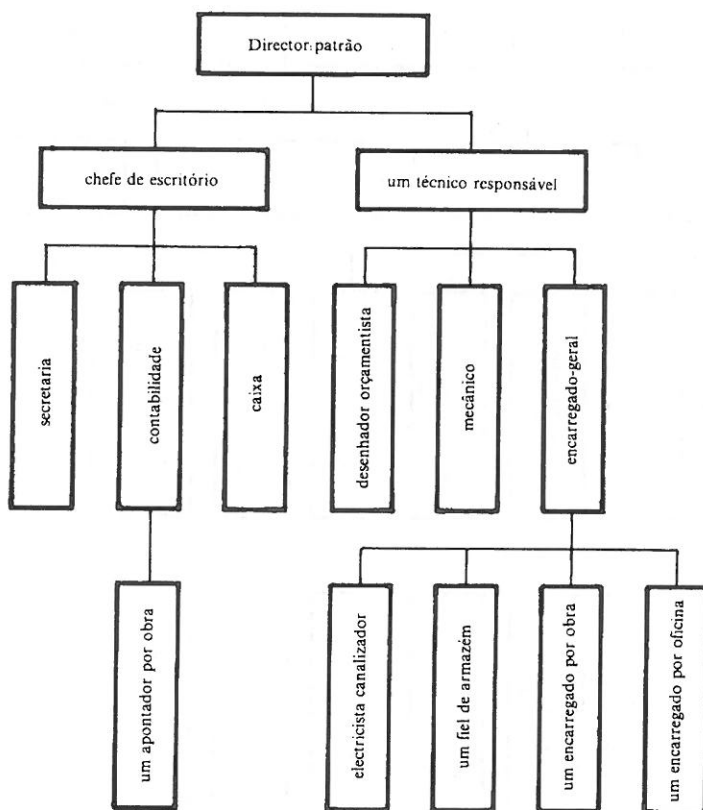 Director: patrão
chefe de escritório
um técnico responsável
secretaria
contabilidade
caixa
desenhador orçamentista
mecânico
encarregado-geral
um apontador por obra
electricista canalizador
um fiel de armazém
um encarregado por obra
um encarregado por oficina